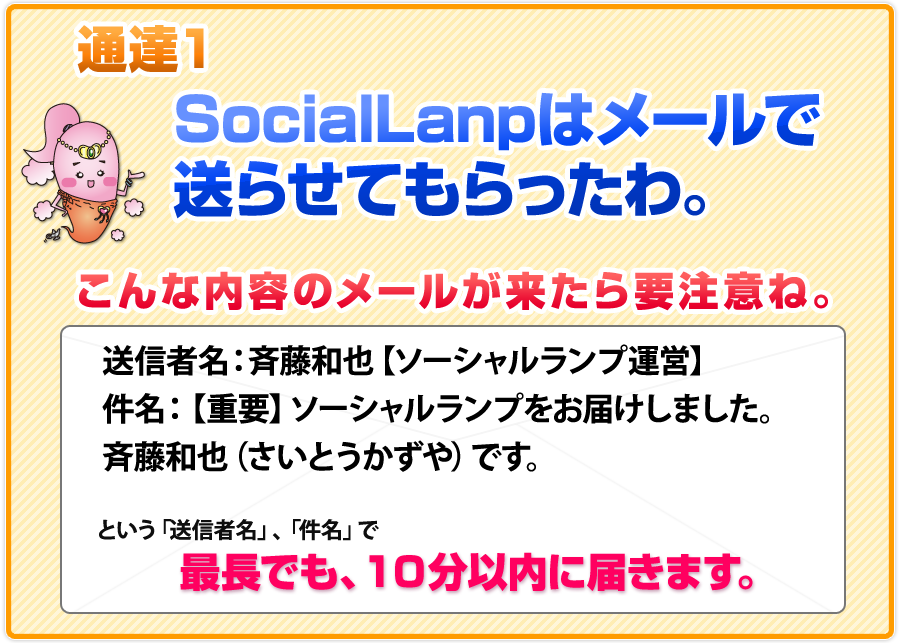 通達1
SocialLanpはメールで
送らせてもらったわ。
こんな内容のメールが来たら要注意ね。
送信者名：斉藤和也【ソーシャルランプ運営】
件名：【重要】ソーシャルランプをお届けしました。
斉藤和也（さいとうかずや）です。
という「送信者名」、「件名」で
最長でも、10分以内に届きます。